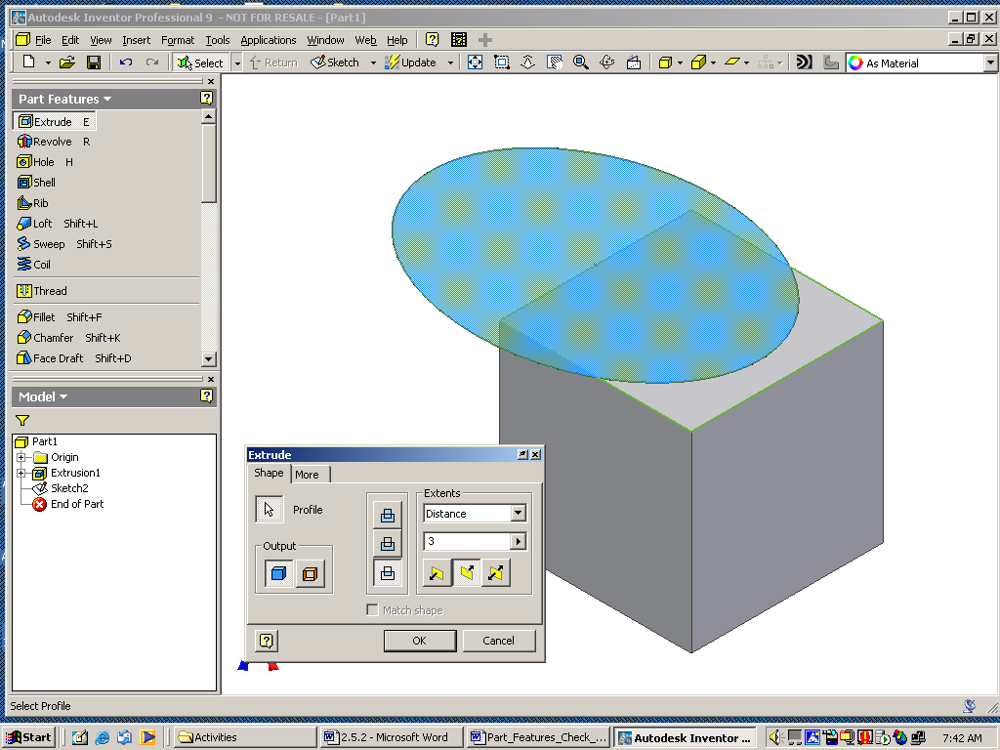 Autodesk Inventor Professional 9 - NOT FOR RESALE - [Part1]
File Edit View Insert Format Tools Applications Window Web Help
Select Return Sketch Update As Material
Part Features
Extrude E
Revolve R
Hole H
Shell
Rib
Loft Shift+L
Sweep Shift+S
Coil
Thread
Fillet Shift+F
Chamfer Shift+K
Face Draft Shift+D
Model
Part1
Origin
Extrusion1
Sketch2
End of Part
Extrude
Shape More
Profile
Output
Extents
Distance
3
Match shape
OK Cancel
Select Profile
Start Activities 2.5.2 - Microsoft Word Part_Features_Check_... Autodesk Inventor ... 7:42 AM